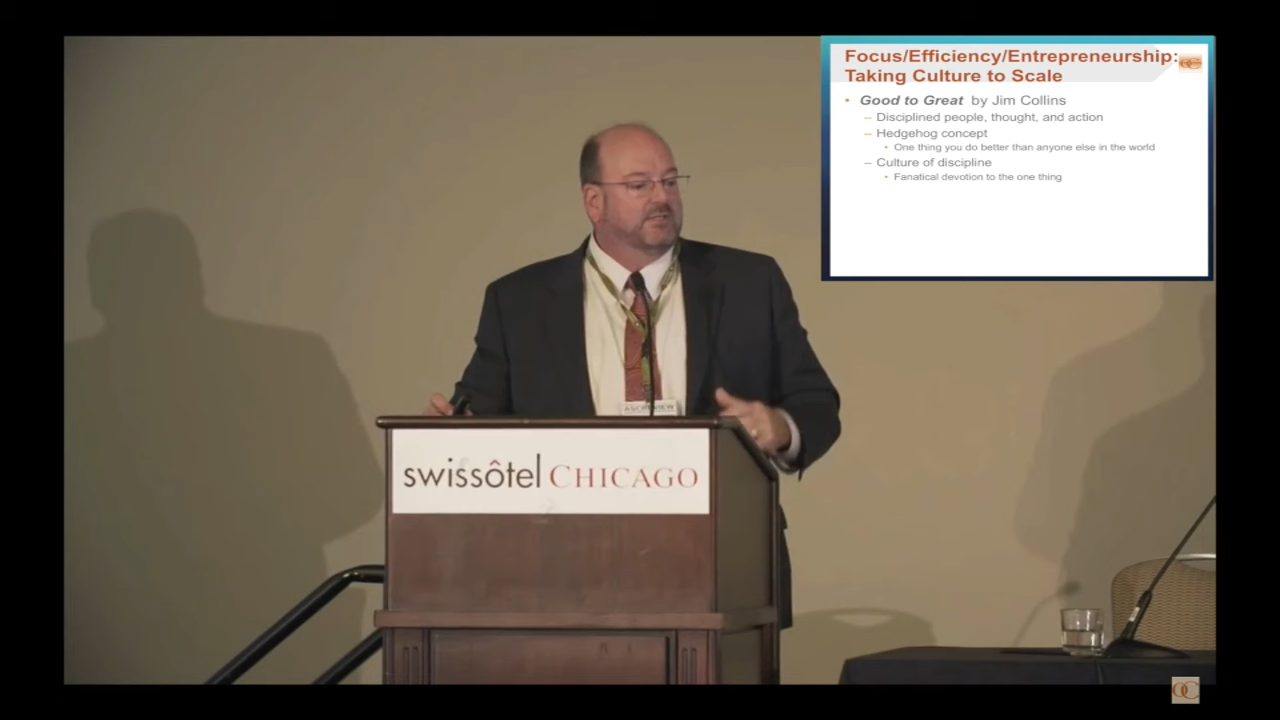 Focus/Efficiency/Entrepreneurship:
Taking Culture to Scale
• Good to Great by Jim Collins
– Disciplined people, thought, and action
– Hedgehog concept
• One thing you do better than anyone else in the world
– Culture of discipline
• Fanatical devotion to the one thing
swissôtel CHICAGO
OC